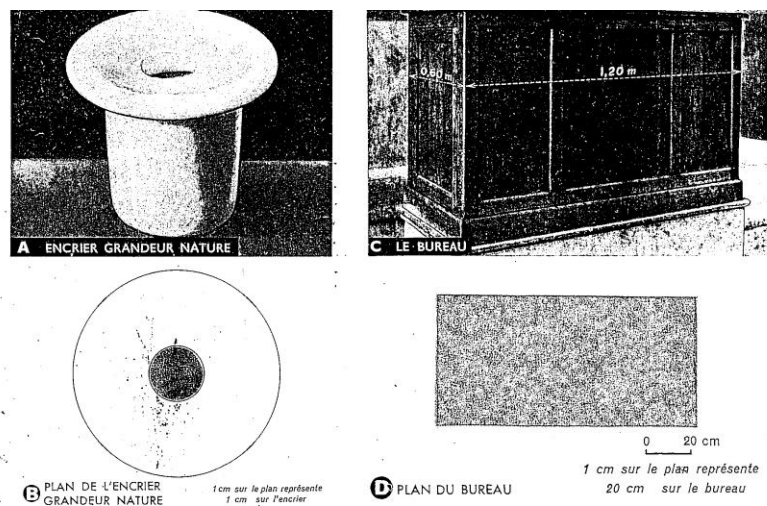 0,60 m
1,20 m
A ENCRIER GRANDEUR NATURE
C LE BUREAU
B PLAN DE L'ENCRIER
GRANDEUR NATURE
1 cm sur le plan représente
1 cm sur l'encrier
0 20 cm
D PLAN DU BUREAU
1 cm sur le plan représente
20 cm sur le bureau